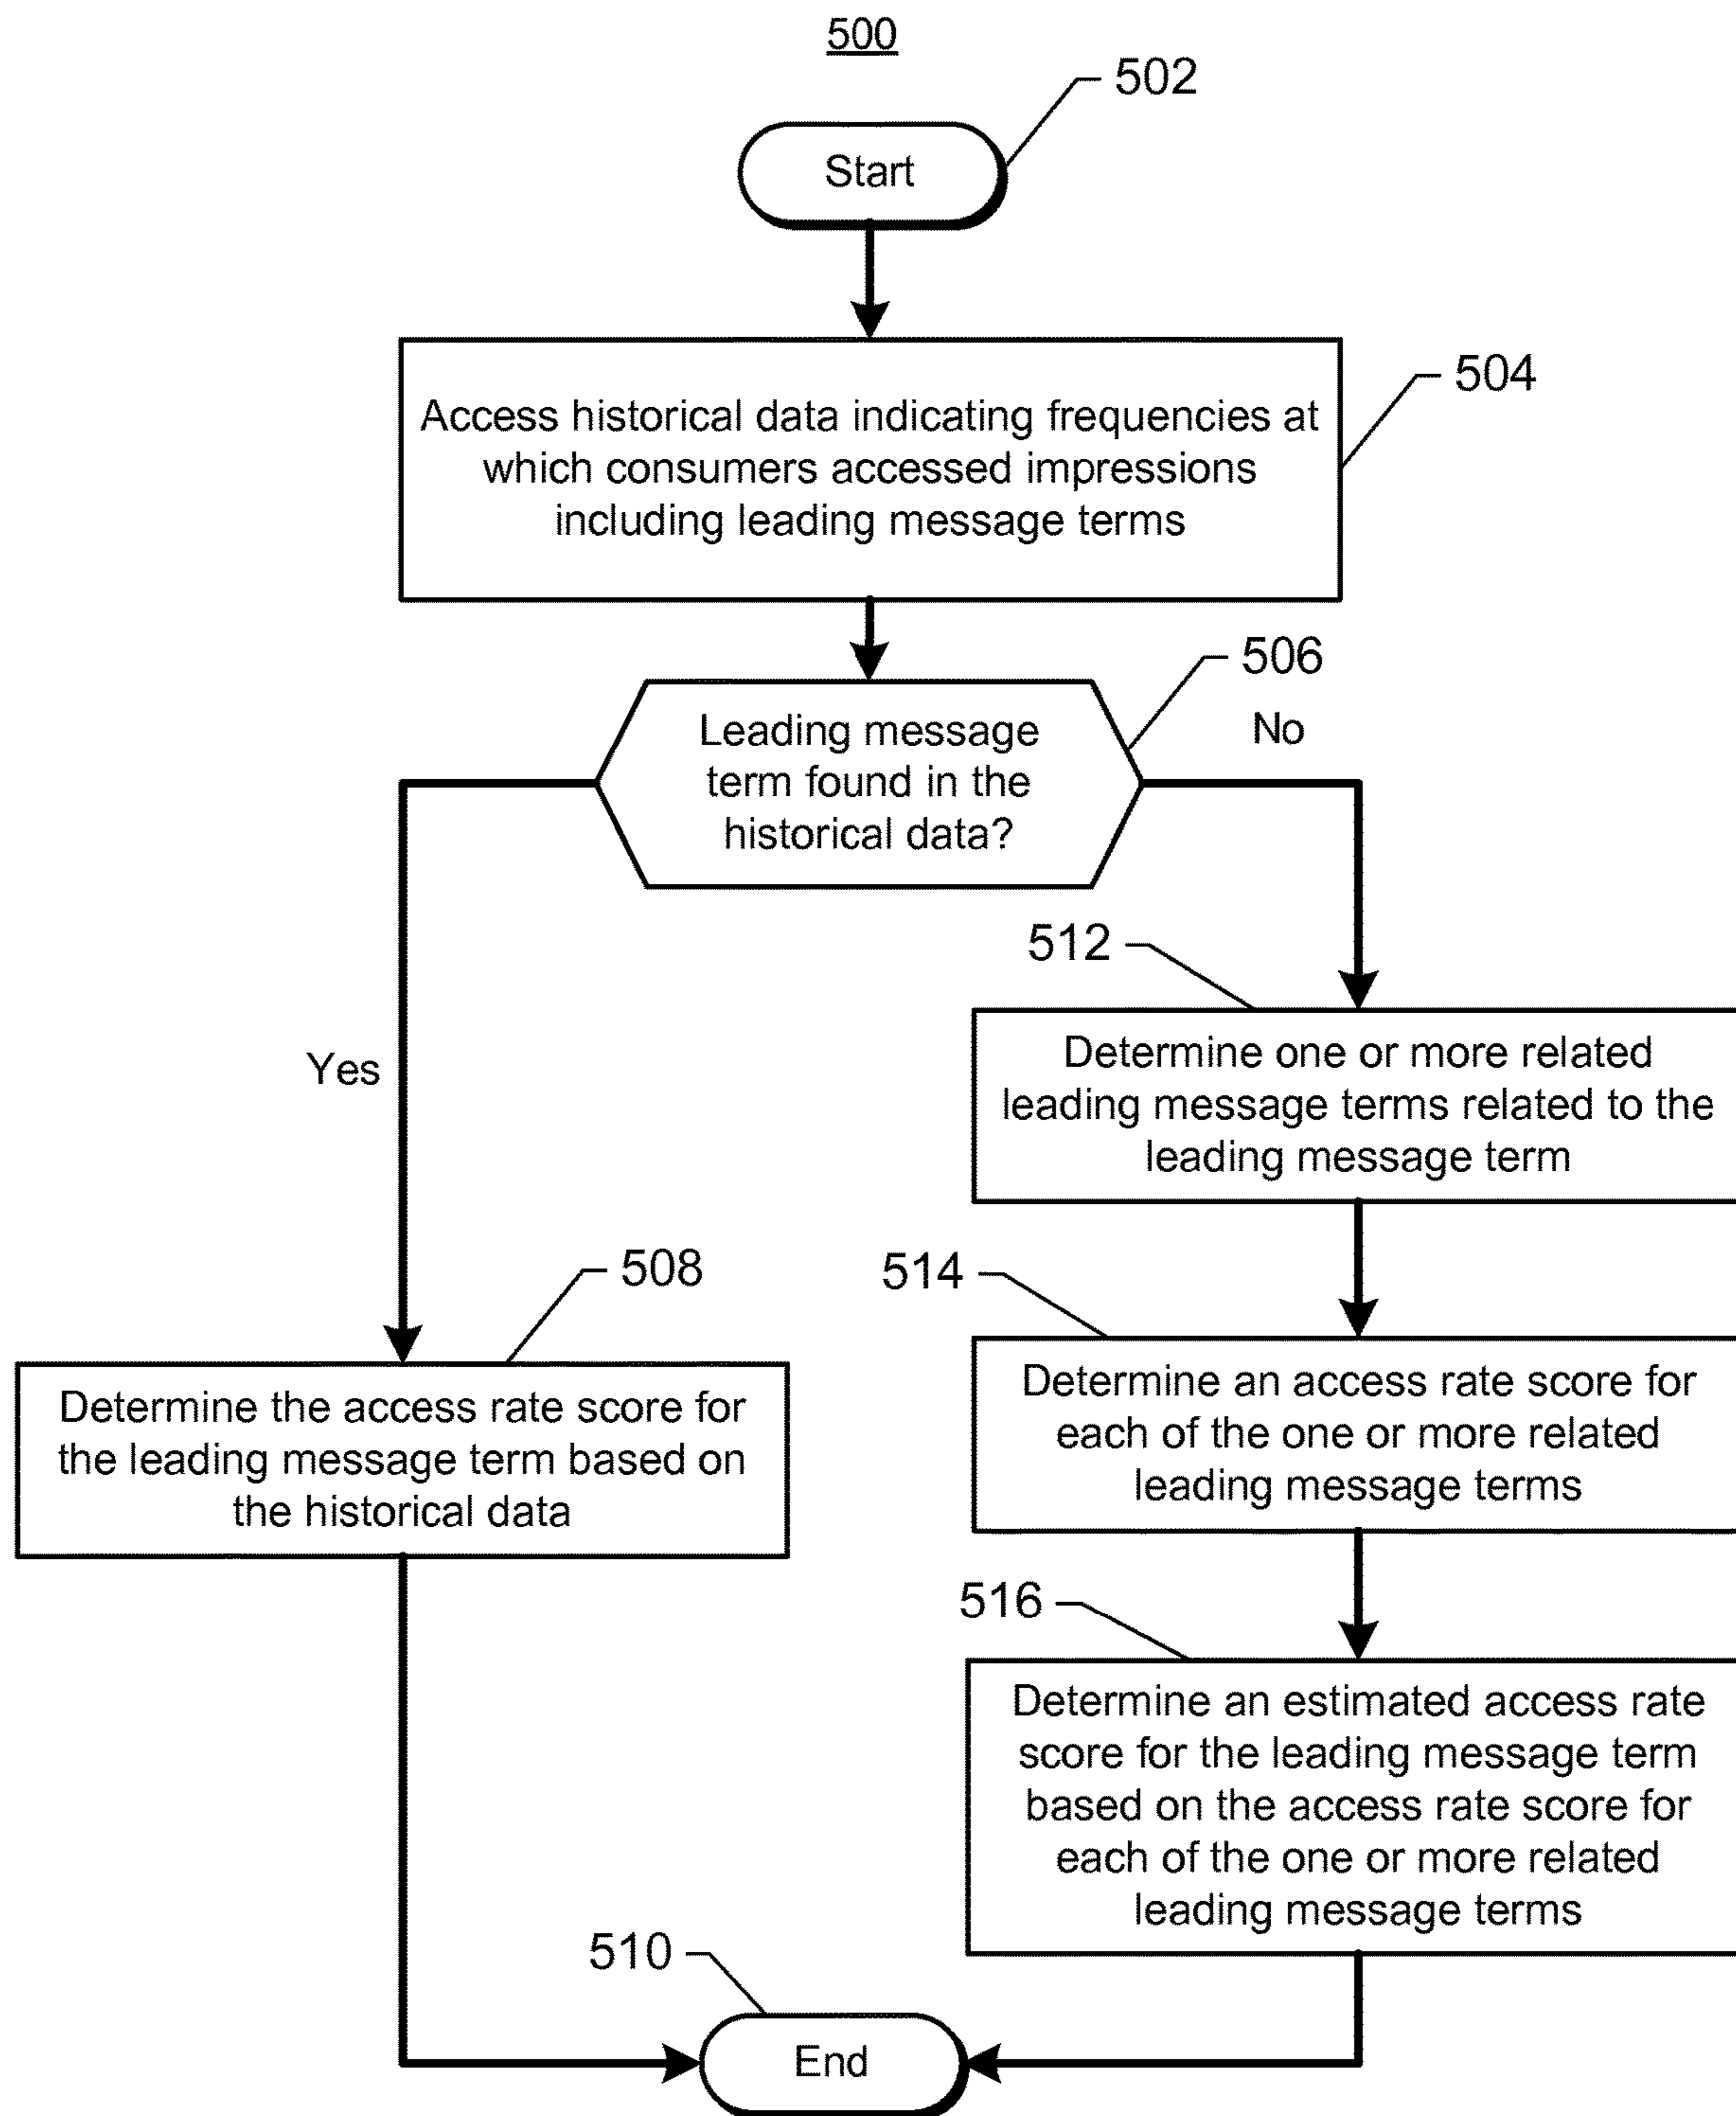 500
502
Start
504
Access historical data indicating frequencies at
which consumers accessed impressions
including leading message terms
506
Leading message
term found in the
historical data?
No
Yes
512
Determine one or more related
leading message terms related to the
leading message term
508
Determine the access rate score for
the leading message term based on
the historical data
514
Determine an access rate score for
each of the one or more related
leading message terms
516
Determine an estimated access rate
score for the leading message term
based on the access rate score for
each of the one or more related
leading message terms
510
End